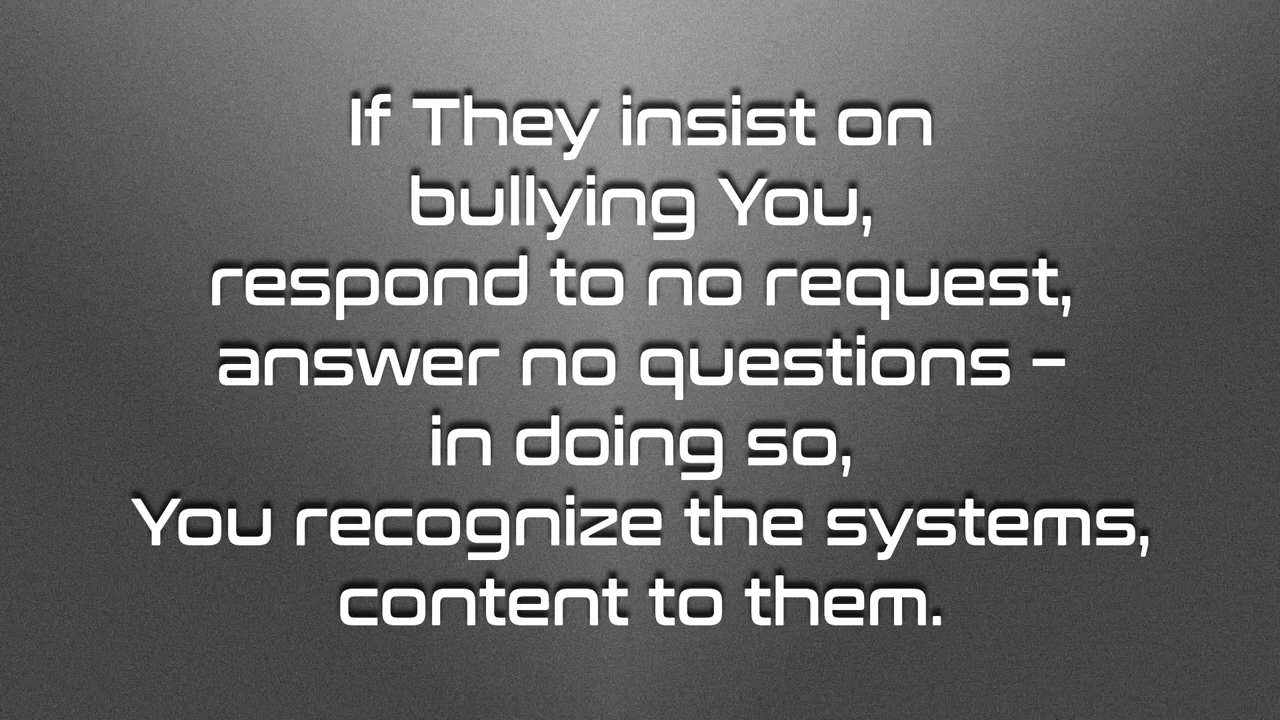 If They insist on
bullying You,
respond to no request,
answer no questions –
in doing so,
You recognize the systems,
content to them.